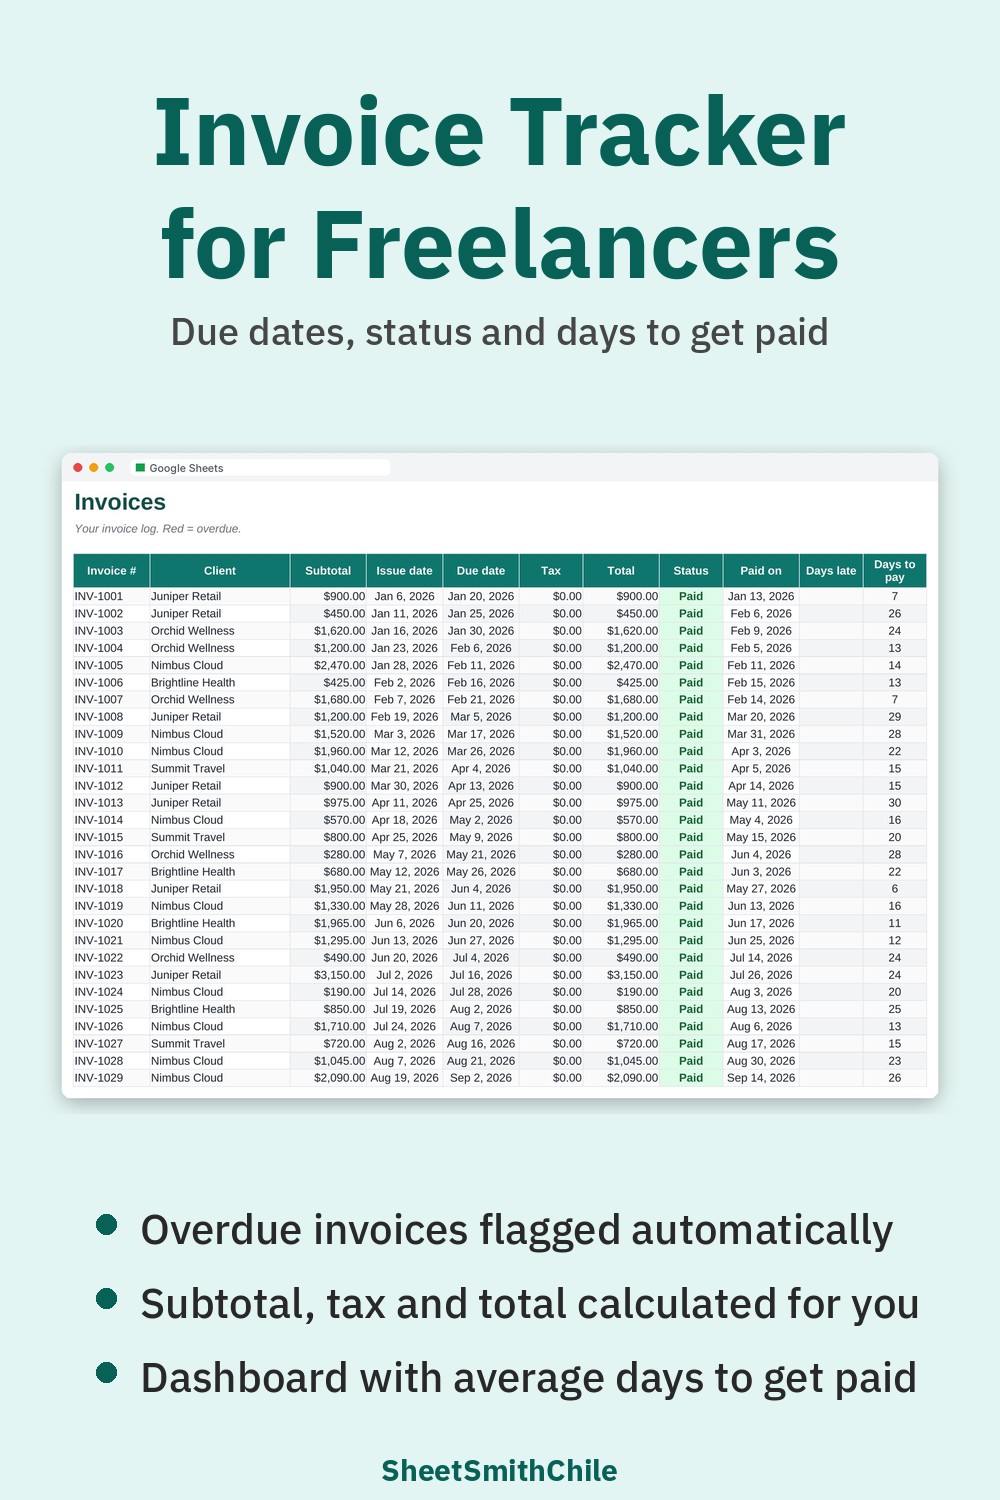 Invoice Tracker
for Freelancers
Due dates, status and days to get paid
Google Sheets
Invoices
Your invoice log. Red = overdue.
Invoice # Client Subtotal Issue date Due date Tax Total Status Paid on Days late Days to pay
INV-1001 Juniper Retail $900.00 Jan 6, 2026 Jan 20, 2026 $0.00 $900.00 Paid Jan 13, 2026 7
INV-1002 Juniper Retail $450.00 Jan 11, 2026 Jan 25, 2026 $0.00 $450.00 Paid Feb 6, 2026 26
INV-1003 Orchid Wellness $1,620.00 Jan 16, 2026 Jan 30, 2026 $0.00 $1,620.00 Paid Feb 9, 2026 24
INV-1004 Orchid Wellness $1,200.00 Jan 23, 2026 Feb 6, 2026 $0.00 $1,200.00 Paid Feb 5, 2026 13
INV-1005 Nimbus Cloud $2,470.00 Jan 28, 2026 Feb 11, 2026 $0.00 $2,470.00 Paid Feb 11, 2026 14
INV-1006 Brightline Health $425.00 Feb 2, 2026 Feb 16, 2026 $0.00 $425.00 Paid Feb 15, 2026 13
INV-1007 Orchid Wellness $1,680.00 Feb 7, 2026 Feb 21, 2026 $0.00 $1,680.00 Paid Feb 14, 2026 7
INV-1008 Juniper Retail $1,200.00 Feb 19, 2026 Mar 5, 2026 $0.00 $1,200.00 Paid Mar 20, 2026 29
INV-1009 Nimbus Cloud $1,520.00 Mar 3, 2026 Mar 17, 2026 $0.00 $1,520.00 Paid Mar 31, 2026 28
INV-1010 Nimbus Cloud $1,960.00 Mar 12, 2026 Mar 26, 2026 $0.00 $1,960.00 Paid Apr 3, 2026 22
INV-1011 Summit Travel $1,040.00 Mar 21, 2026 Apr 4, 2026 $0.00 $1,040.00 Paid Apr 5, 2026 15
INV-1012 Juniper Retail $900.00 Mar 30, 2026 Apr 13, 2026 $0.00 $900.00 Paid Apr 14, 2026 15
INV-1013 Juniper Retail $975.00 Apr 11, 2026 Apr 25, 2026 $0.00 $975.00 Paid May 11, 2026 30
INV-1014 Nimbus Cloud $570.00 Apr 18, 2026 May 2, 2026 $0.00 $570.00 Paid May 4, 2026 16
INV-1015 Summit Travel $800.00 Apr 25, 2026 May 9, 2026 $0.00 $800.00 Paid May 15, 2026 20
INV-1016 Orchid Wellness $280.00 May 7, 2026 May 21, 2026 $0.00 $280.00 Paid Jun 4, 2026 28
INV-1017 Brightline Health $680.00 May 12, 2026 May 26, 2026 $0.00 $680.00 Paid Jun 3, 2026 22
INV-1018 Juniper Retail $1,950.00 May 21, 2026 Jun 4, 2026 $0.00 $1,950.00 Paid May 27, 2026 6
INV-1019 Nimbus Cloud $1,330.00 May 28, 2026 Jun 11, 2026 $0.00 $1,330.00 Paid Jun 13, 2026 16
INV-1020 Brightline Health $1,965.00 Jun 6, 2026 Jun 20, 2026 $0.00 $1,965.00 Paid Jun 17, 2026 11
INV-1021 Nimbus Cloud $1,295.00 Jun 13, 2026 Jun 27, 2026 $0.00 $1,295.00 Paid Jun 25, 2026 12
INV-1022 Orchid Wellness $490.00 Jun 20, 2026 Jul 4, 2026 $0.00 $490.00 Paid Jul 14, 2026 24
INV-1023 Juniper Retail $3,150.00 Jul 2, 2026 Jul 16, 2026 $0.00 $3,150.00 Paid Jul 26, 2026 24
INV-1024 Nimbus Cloud $190.00 Jul 14, 2026 Jul 28, 2026 $0.00 $190.00 Paid Aug 3, 2026 20
INV-1025 Brightline Health $850.00 Jul 19, 2026 Aug 2, 2026 $0.00 $850.00 Paid Aug 13, 2026 25
INV-1026 Nimbus Cloud $1,710.00 Jul 24, 2026 Aug 7, 2026 $0.00 $1,710.00 Paid Aug 6, 2026 13
INV-1027 Summit Travel $720.00 Aug 2, 2026 Aug 16, 2026 $0.00 $720.00 Paid Aug 17, 2026 15
INV-1028 Nimbus Cloud $1,045.00 Aug 7, 2026 Aug 21, 2026 $0.00 $1,045.00 Paid Aug 30, 2026 23
INV-1029 Nimbus Cloud $2,090.00 Aug 19, 2026 Sep 2, 2026 $0.00 $2,090.00 Paid Sep 14, 2026 26
Overdue invoices flagged automatically
Subtotal, tax and total calculated for you
Dashboard with average days to get paid
SheetSmithChile